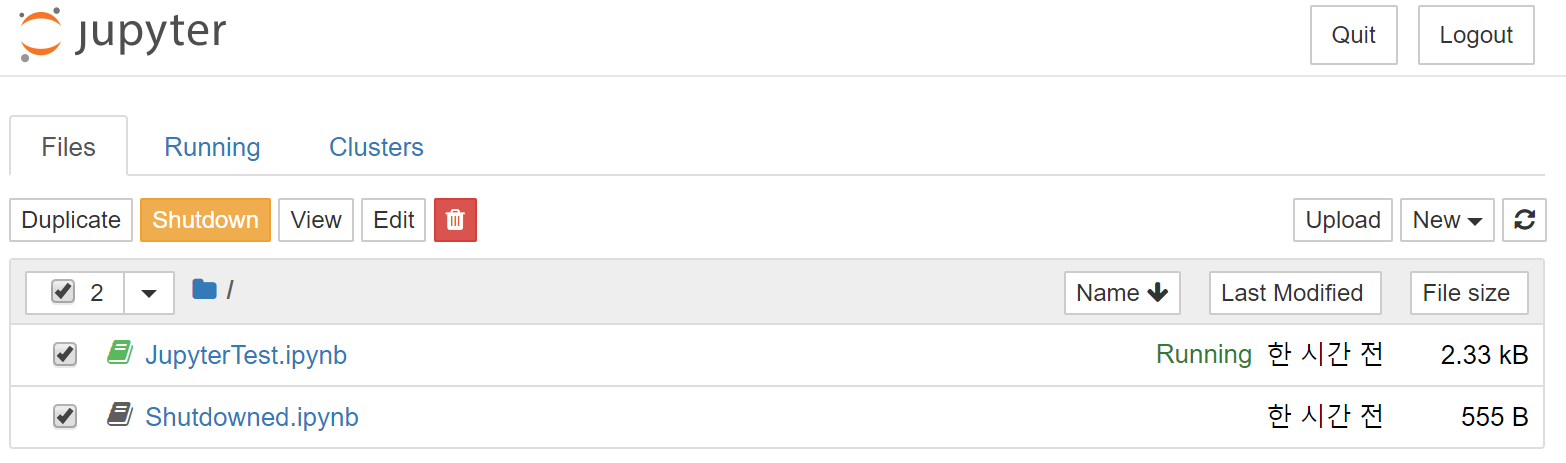 jupyter Quit Logout
Files Running Clusters
Duplicate Shutdown View Edit Upload New
2 / Name Last Modified File size
JupyterTest.ipynb Running 한 시간 전 2.33 kB
Shutdowned.ipynb 한 시간 전 555 B